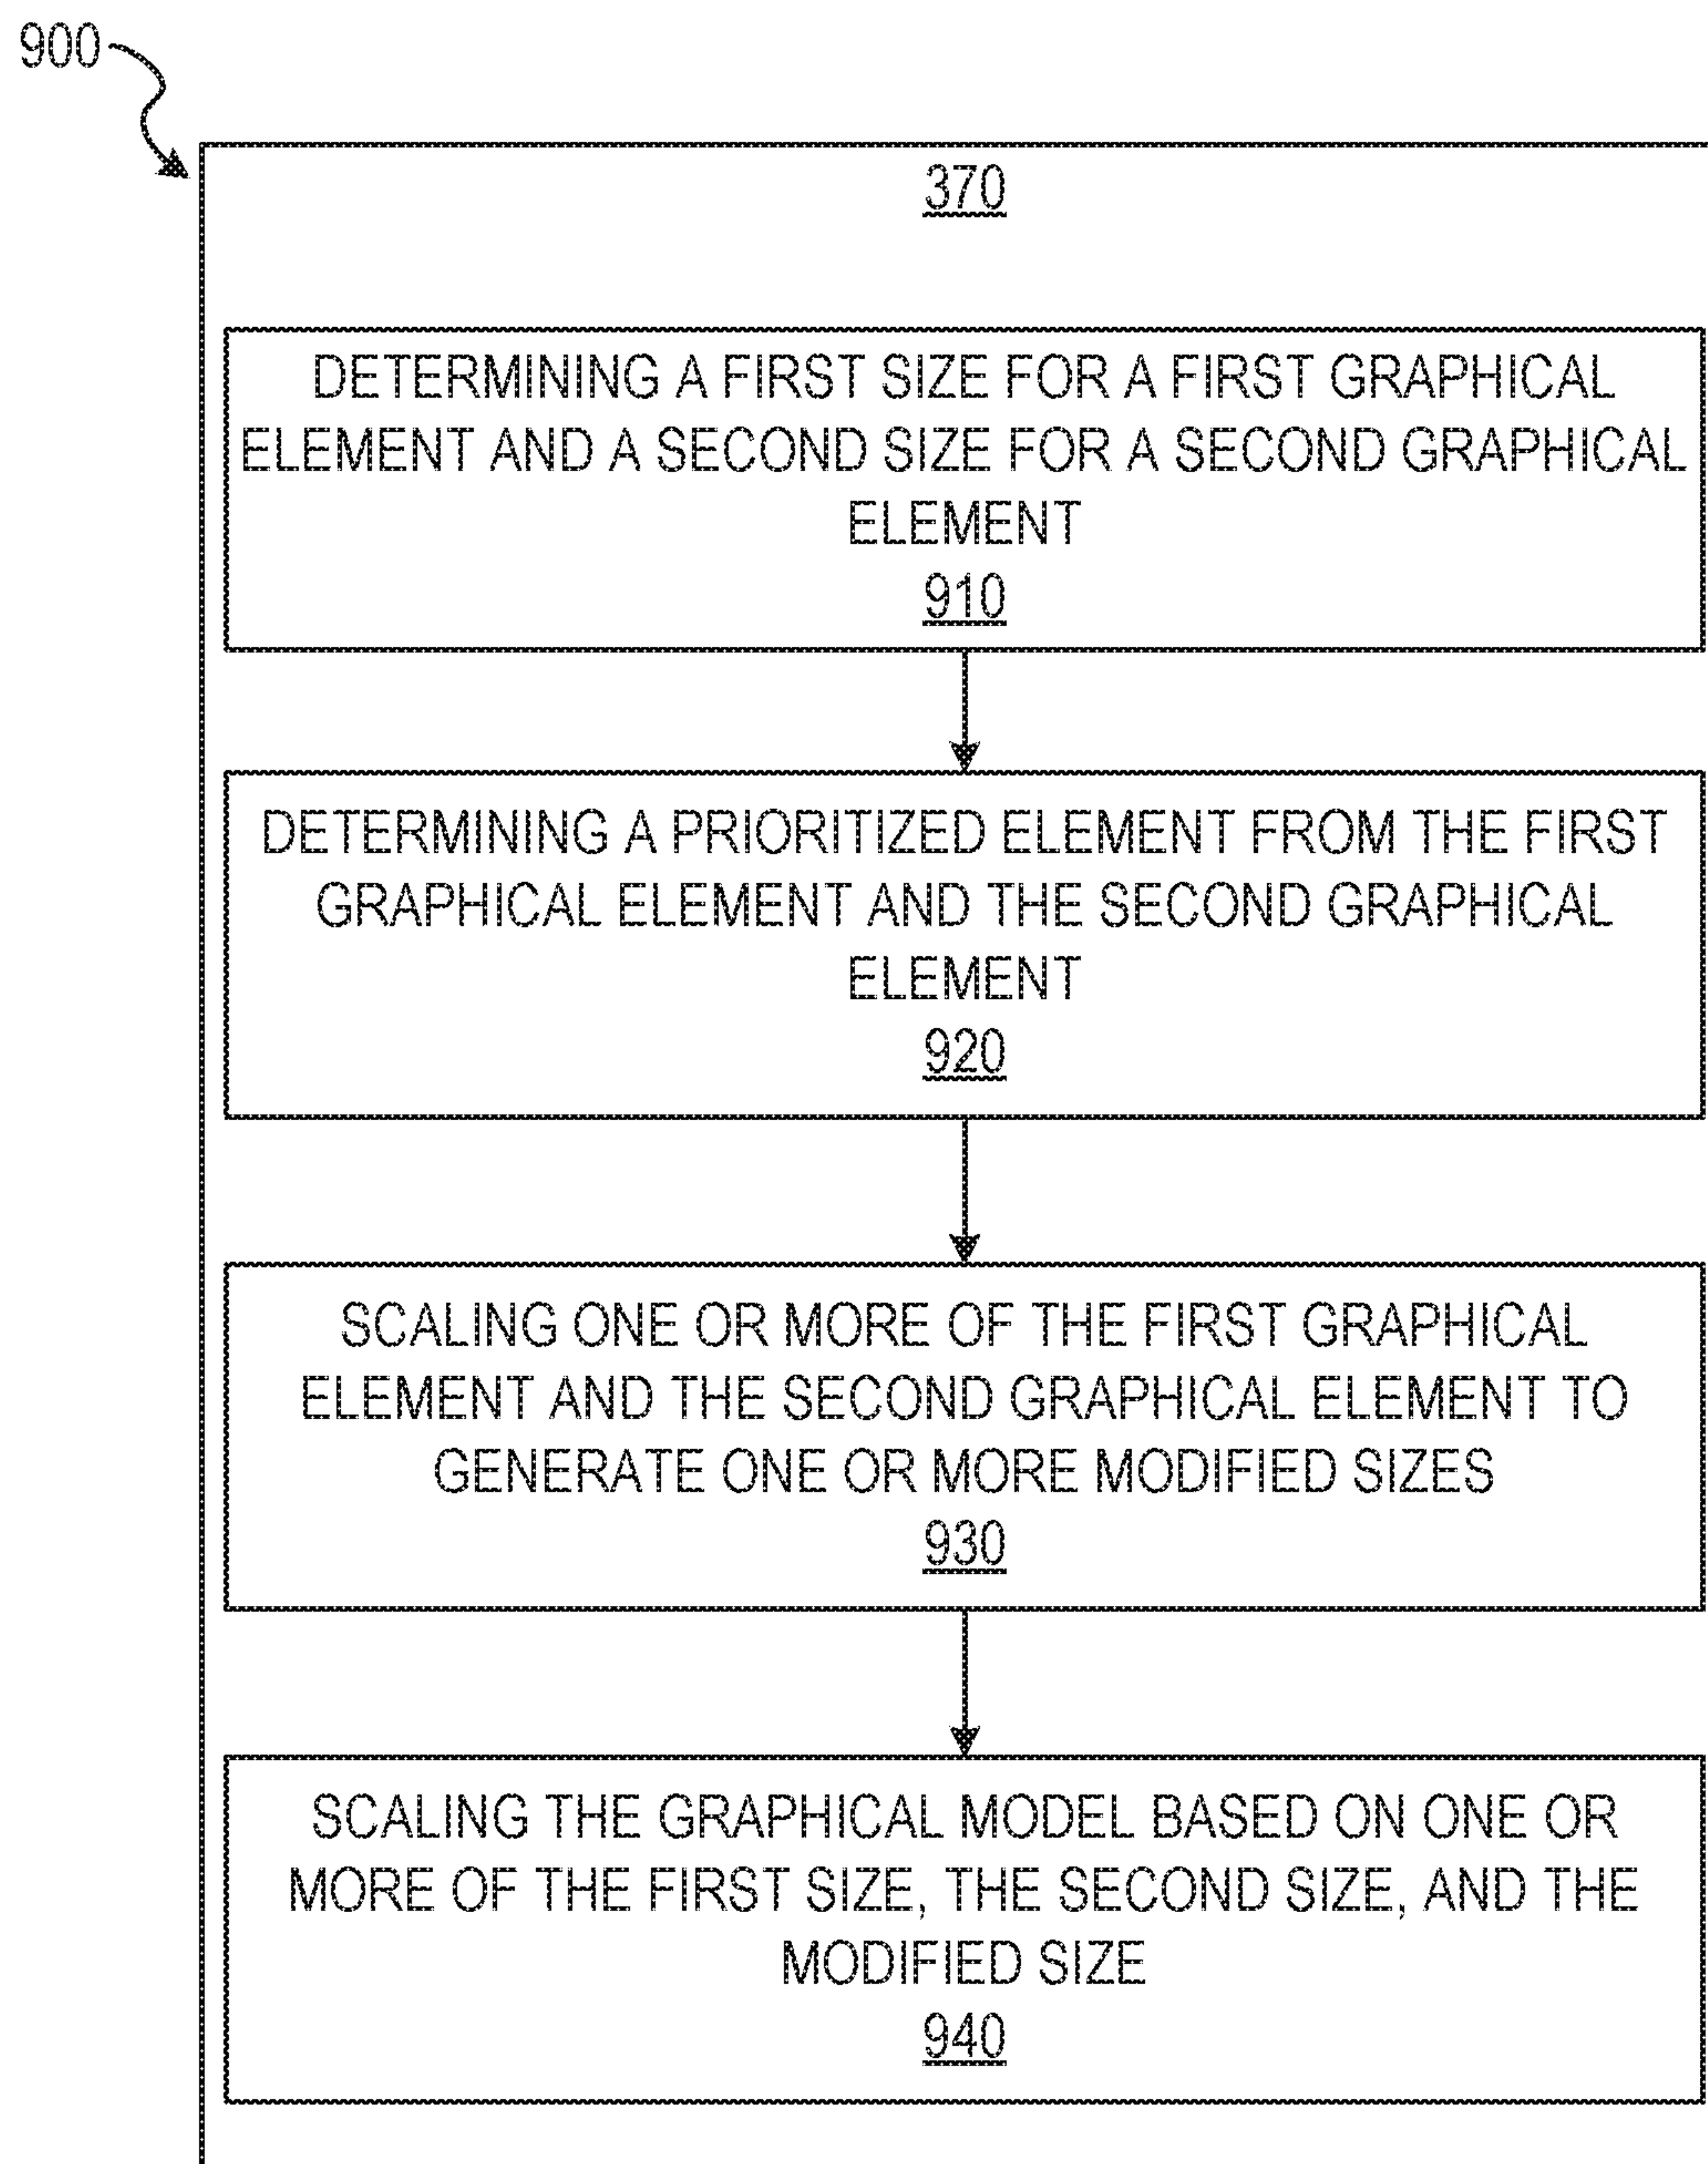 900
370
DETERMINING A FIRST SIZE FOR A FIRST GRAPHICAL
ELEMENT AND A SECOND SIZE FOR A SECOND GRAPHICAL
ELEMENT
910
DETERMINING A PRIORITIZED ELEMENT FROM THE FIRST
GRAPHICAL ELEMENT AND THE SECOND GRAPHICAL
ELEMENT
920
SCALING ONE OR MORE OF THE FIRST GRAPHICAL
ELEMENT AND THE SECOND GRAPHICAL ELEMENT TO
GENERATE ONE OR MORE MODIFIED SIZES
930
SCALING THE GRAPHICAL MODEL BASED ON ONE OR
MORE OF THE FIRST SIZE, THE SECOND SIZE, AND THE
MODIFIED SIZE
940